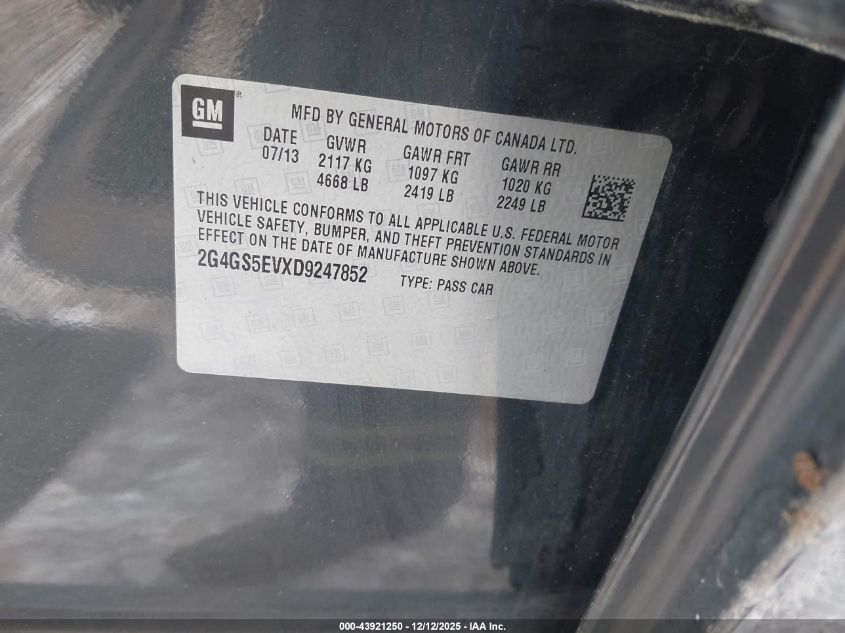 GM®
MFD BY GENERAL MOTORS OF CANADA LTD.
DATE GVWR GAWR FRT GAWR RR
07/13 2117 KG 1097 KG 1020 KG
4668 LB 2419 LB 2249 LB
THIS VEHICLE CONFORMS TO ALL APPLICABLE U.S. FEDERAL MOTOR
VEHICLE SAFETY, BUMPER, AND THEFT PREVENTION STANDARDS IN
EFFECT ON THE DATE OF MANUFACTURE SHOWN ABOVE.
2G4GS5EVXD9247852 TYPE: PASS CAR
000-43921250 - 12/12/2025 - IAA Inc.